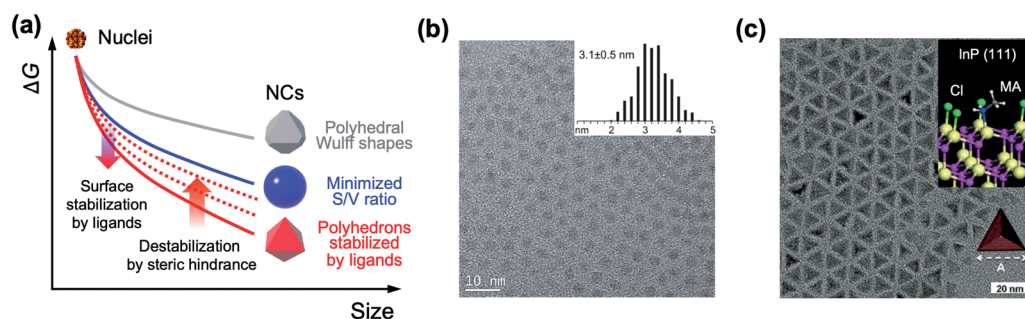 (a)
Nuclei
ΔG
NCs
Polyhedral
Wulff shapes
Minimized
S/V ratio
Polyhedrons
stabilized
by ligands
Surface
stabilization
by ligands
Destabilization
by steric hindrance
Size
(b)
3.1±0.5 nm
nm 2 3 4 5
10 nm
(c)
InP (111)
Cl MA
A
20 nm